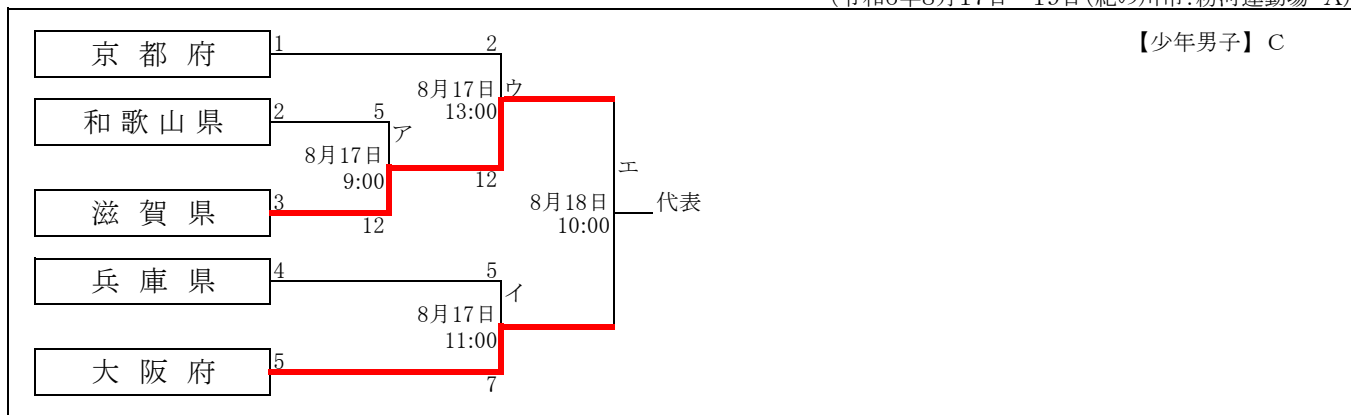 【少年男子】C
京都府
1
2
8月17日
13:00
ウ
和歌山県
2
5
ア
8月17日
9:00
12
エ
滋賀県
3
12
8月18日
10:00
代表
兵庫県
4
5
イ
8月17日
11:00
大阪府
5
7